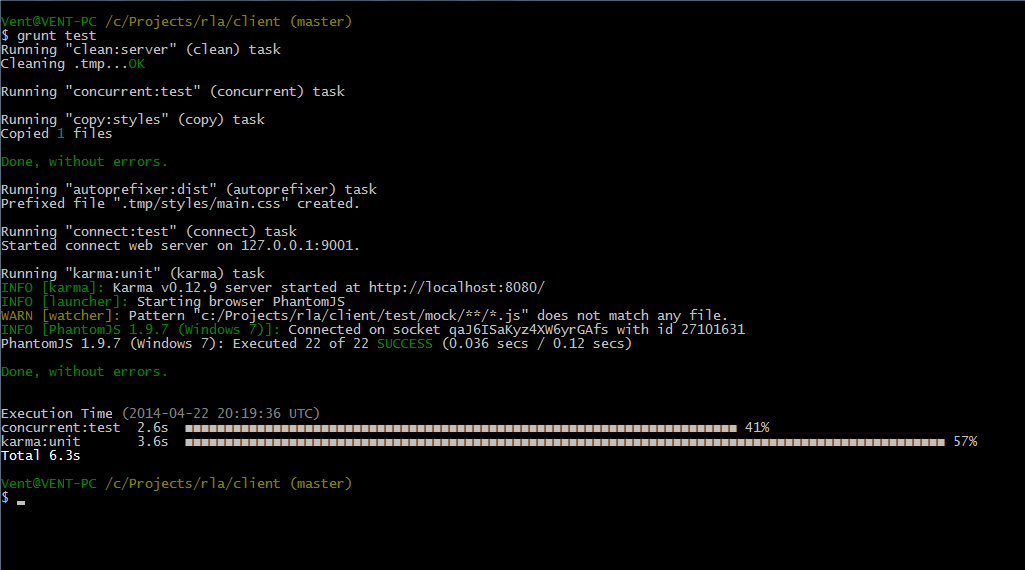 Vent@VENT-PC /c/Projects/rla/client (master)
$ grunt test
Running "clean:server" (clean) task
Cleaning .tmp...OK
Running "concurrent:test" (concurrent) task
Running "copy:styles" (copy) task
Copied 1 files
Done, without errors.
Running "autoprefixer:dist" (autoprefixer) task
Prefixed file ".tmp/styles/main.css" created.
Running "connect:test" (connect) task
Started connect web server on 127.0.0.1:9001.
Running "karma:unit" (karma) task
INFO [karma]: Karma v0.12.9 server started at http://localhost:8080/
INFO [launcher]: Starting browser PhantomJS
WARN [watcher]: Pattern "c:/Projects/rla/client/test/mock/**/*.js" does not match any file.
INFO [PhantomJS 1.9.7 (Windows 7)]: Connected on socket qaJ6ISaKyz4XW6yrGAfs with id 27101631
PhantomJS 1.9.7 (Windows 7): Executed 22 of 22 SUCCESS (0.036 secs / 0.12 secs)
Done, without errors.
Execution Time (2014-04-22 20:19:36 UTC)
concurrent:test 2.6s 41%
karma:unit 3.6s 57%
Total 6.3s
Vent@VENT-PC /c/Projects/rla/client (master)
$